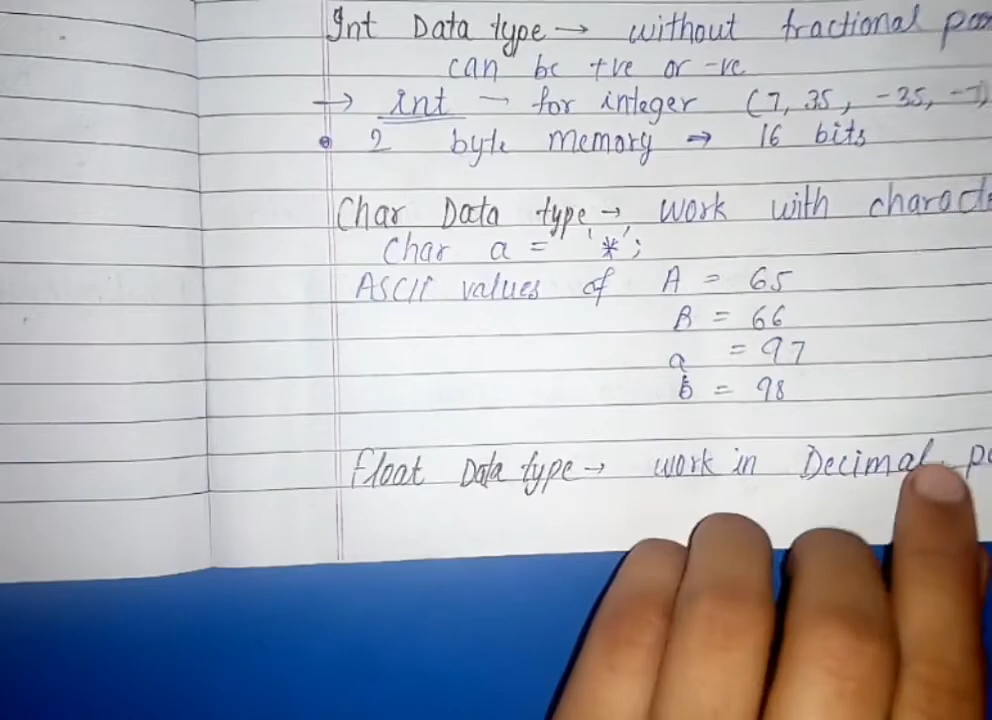 Int Data type → without fractional
can be +ve or -ve
→ int → for integer (7, 35, -35, -7)
2 byte memory → 16 bits
Char Data type → work with
Char a = '*';
ASCII values of A = 65
B = 66
a = 97
b = 98
Float Data type → work in Decimal